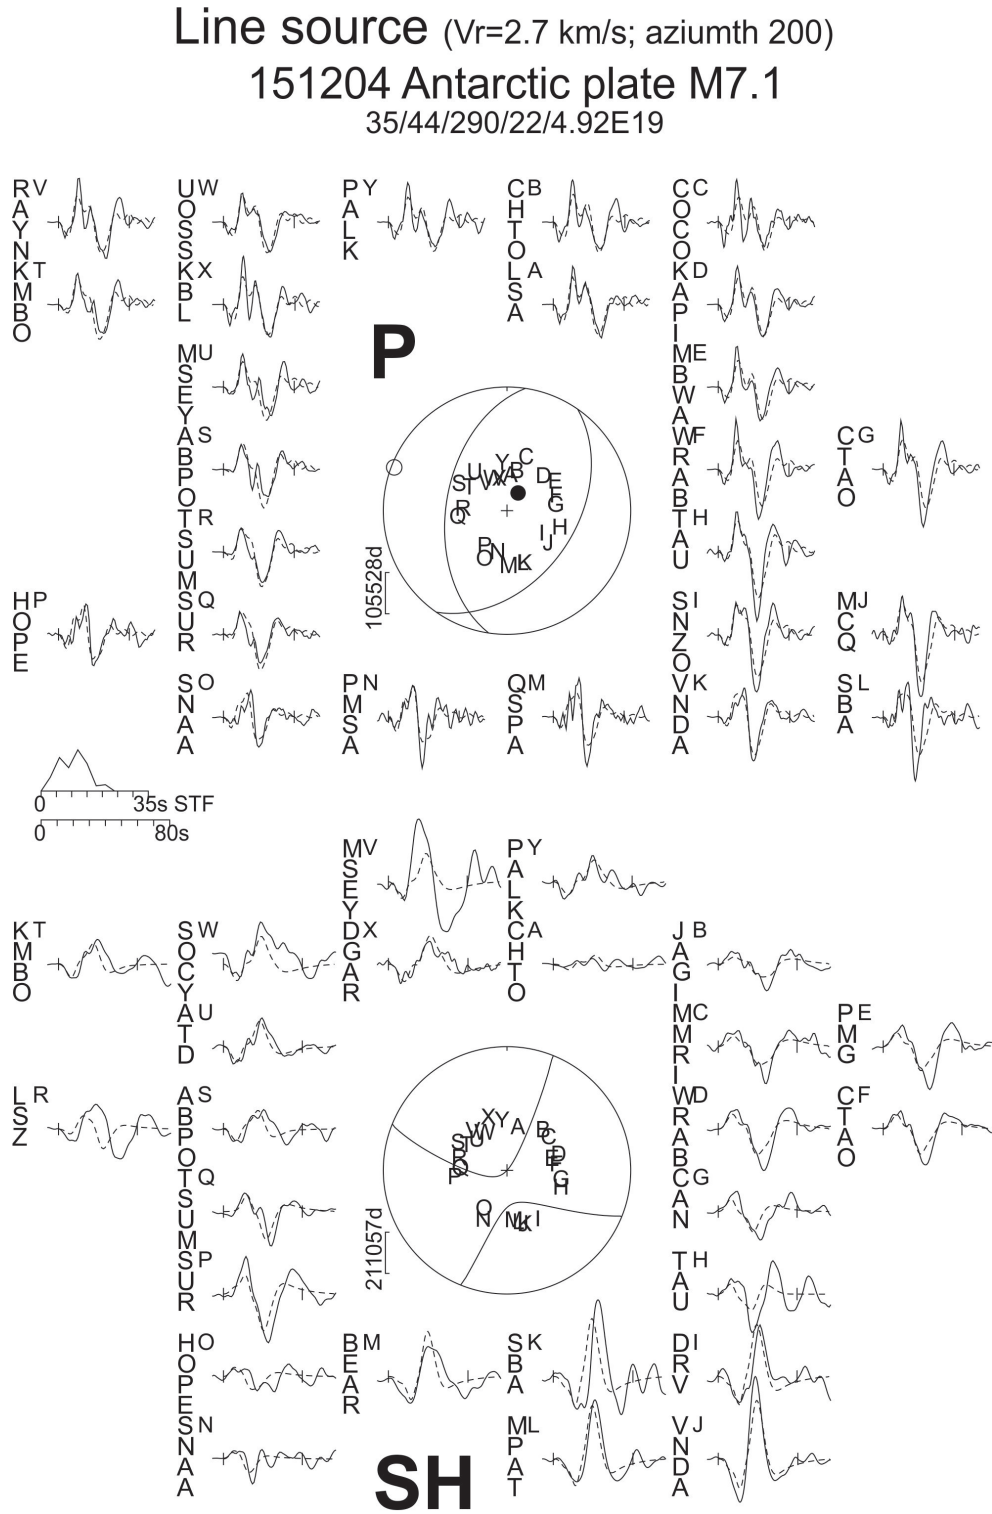 Line source (Vr=2.7 km/s; aziumth 200)
151204 Antarctic plate M7.1
35/44/290/22/4.92E19
RAYN V
UOSS W
PALK Y
CHTO B
COCO C
KMBO T
KBL X
LSA A
KAPI D
P
MSEY U
MBWA E
ABPO S
WRAB F
CTAO G
TSUM R
TAU H
HOPE P
SUR Q
SNZO I
MCQ J
SNAA O
PMSA N
QSPA M
VNDA K
SBA L
Y C
U W X A B D E
S T F
R G
Q H
I J
P N
O M L K
105528d
0 35s STF
0 80s
MSEY V
PALY Y
KMBO T
SOCY W
DGAR X
CHTO A
JAGI B
ATD U
MMRI C
PMG E
LSZ R
ABPO S
WRAB D
CTAO F
TSUM Q
CAN G
SUR P
TAU H
HOPE O
BEAR M
SBA K
DRV I
SNAA N
MPAT L
VNDA J
X Y A B
V W C
S T U D
R E F
Q G
P H
O
N M L K J I
211057d
SH